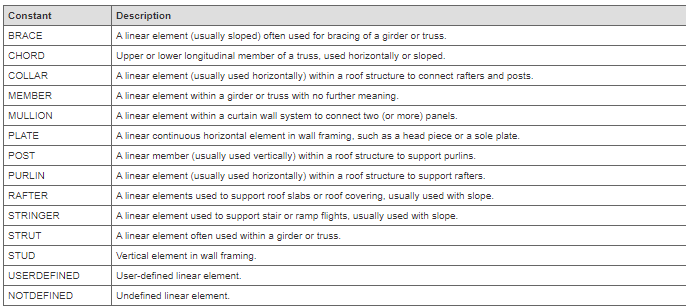 Constant Description
BRACE A linear element (usually sloped) often used for bracing of a girder or truss.
CHORD Upper or lower longitudinal member of a truss, used horizontally or sloped.
COLLAR A linear element (usually used horizontally) within a roof structure to connect rafters and posts.
MEMBER A linear element within a girder or truss with no further meaning.
MULLION A linear element within a curtain wall system to connect two (or more) panels.
PLATE A linear continuous horizontal element in wall framing, such as a head piece or a sole plate.
POST A linear member (usually used vertically) within a roof structure to support purlins.
PURLIN A linear element (usually used horizontally) within a roof structure to support rafters.
RAFTER A linear elements used to support roof slabs or roof covering, usually used with slope.
STRINGER A linear element used to support stair or ramp flights, usually used with slope.
STRUT A linear element often used within a girder or truss.
STUD Vertical element in wall framing.
USERDEFINED User-defined linear element.
NOTDEFINED Undefined linear element.